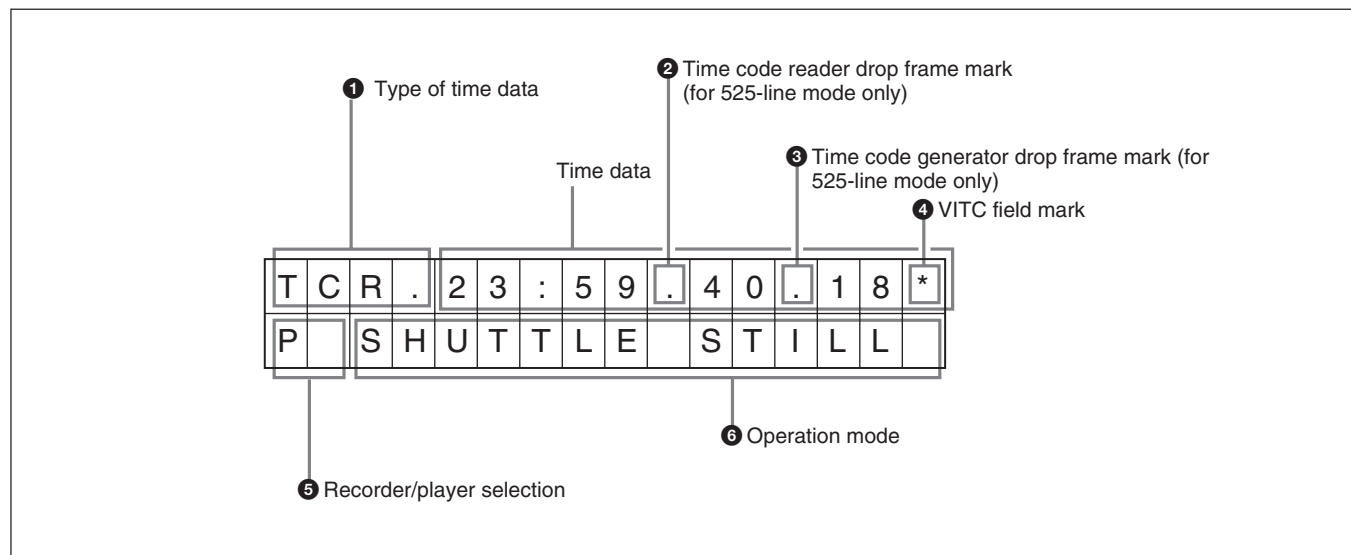 ❶ Type of time data
❷ Time code reader drop frame mark
(for 525-line mode only)
Time data
❸ Time code generator drop frame mark (for
525-line mode only)
❹ VITC field mark
TCR.23:59.40.18*
P SHUTTLE STILL
❻ Operation mode
❺ Recorder/player selection